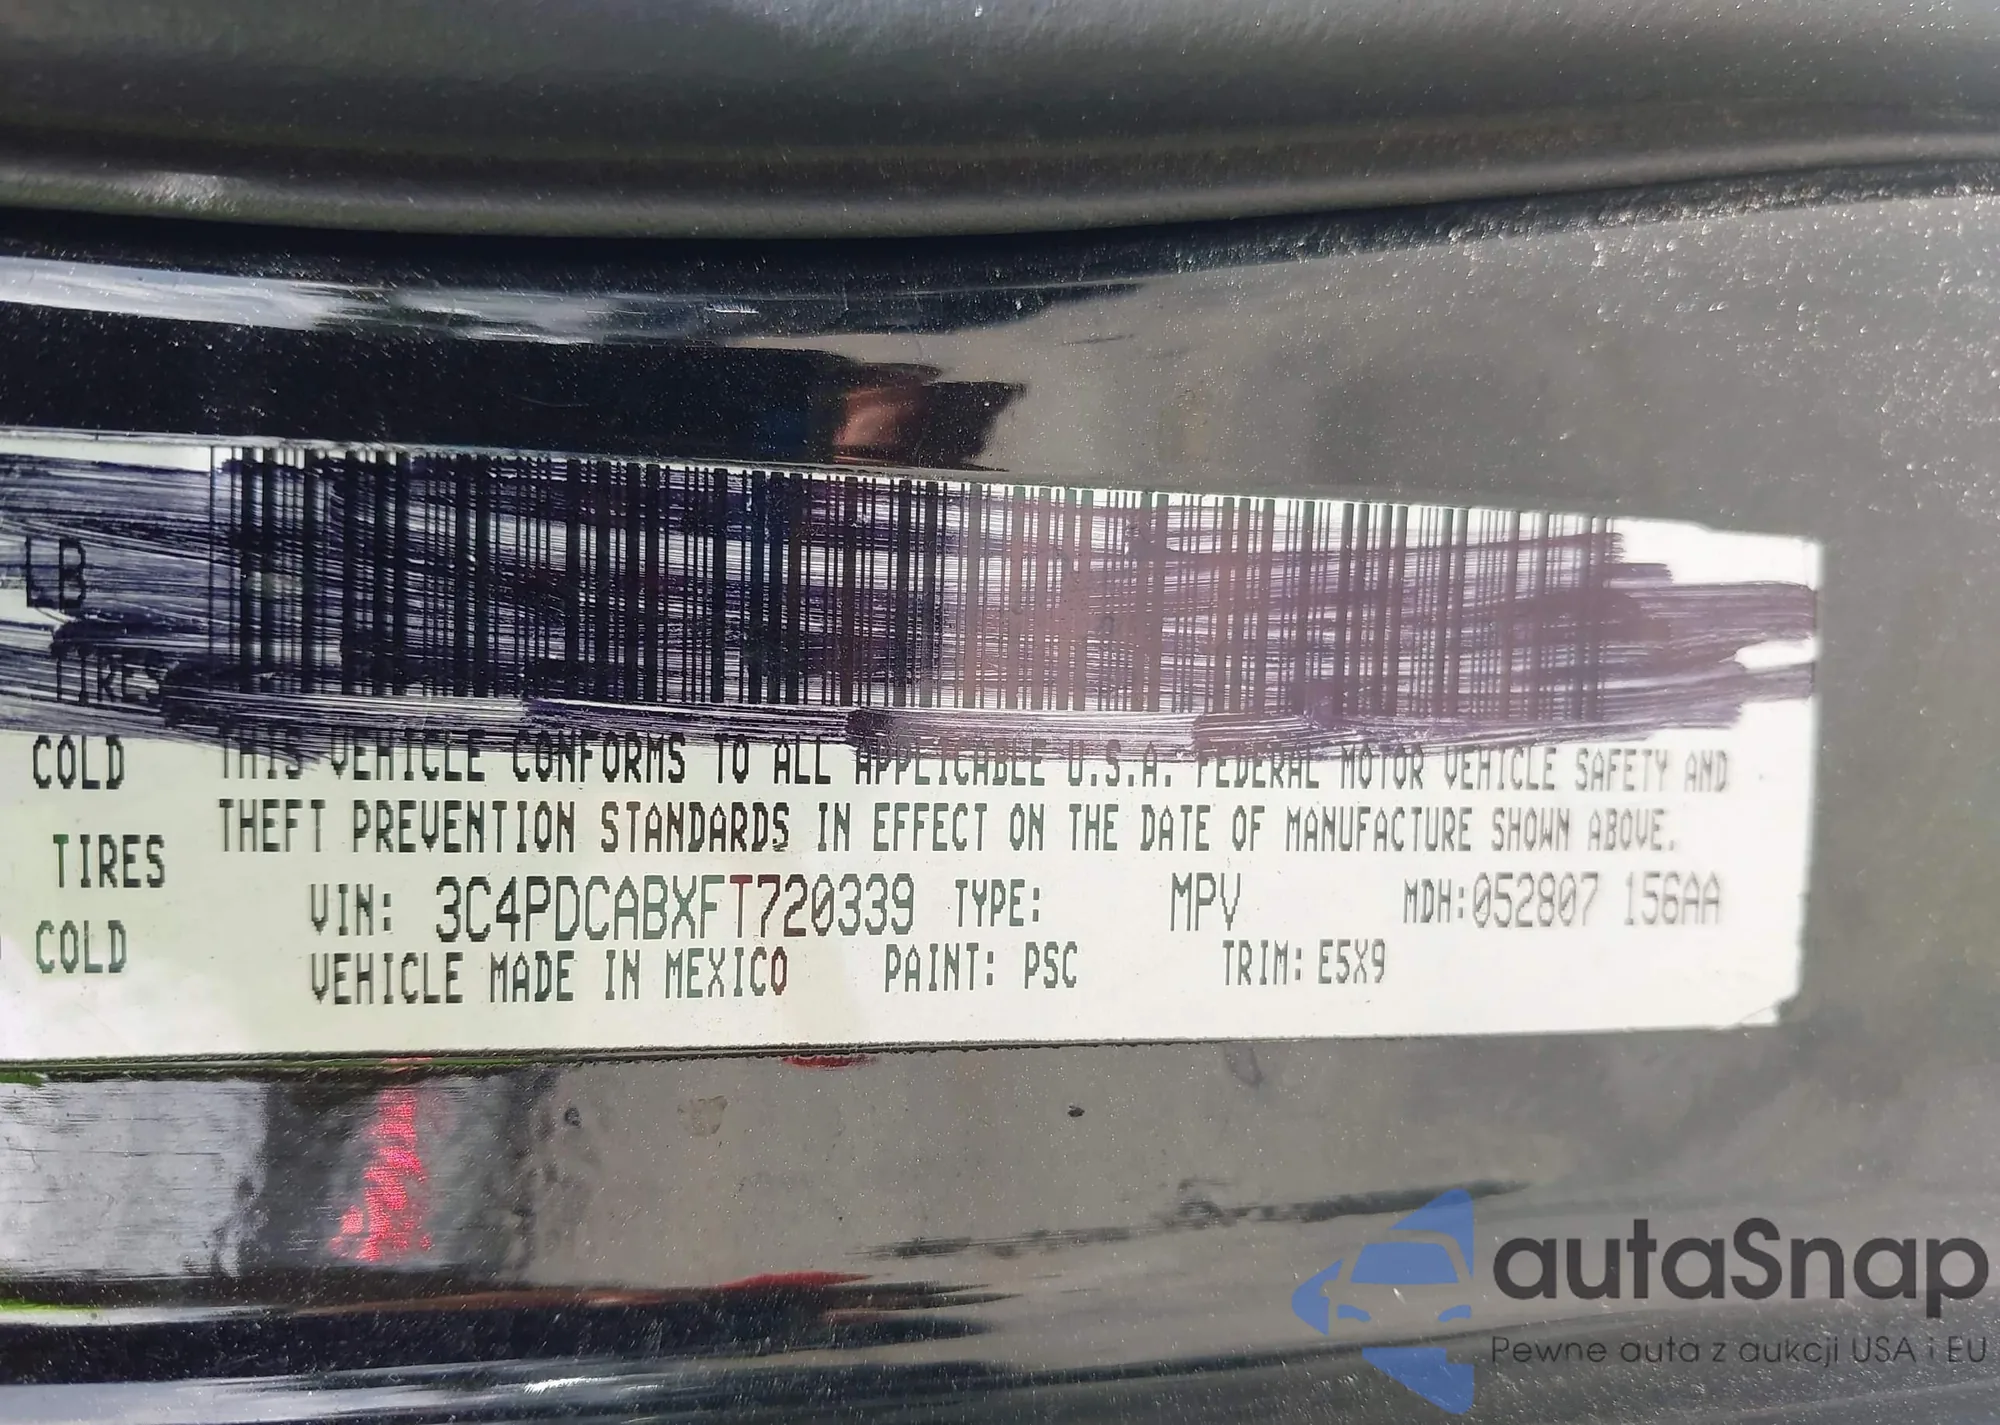 LB
TIRES
COLD
THIS VEHICLE CONFORMS TO ALL APPLICABLE U.S.A. FEDERAL MOTOR VEHICLE SAFETY AND
THEFT PREVENTION STANDARDS IN EFFECT ON THE DATE OF MANUFACTURE SHOWN ABOVE.
TIRES
VIN: 3C4PDCABXFT720339 TYPE: MPV MDH:052807 156AA
COLD
VEHICLE MADE IN MEXICO PAINT: PSC TRIM: E5X9
autaSnap
Pewne auta z aukcji USA i EU